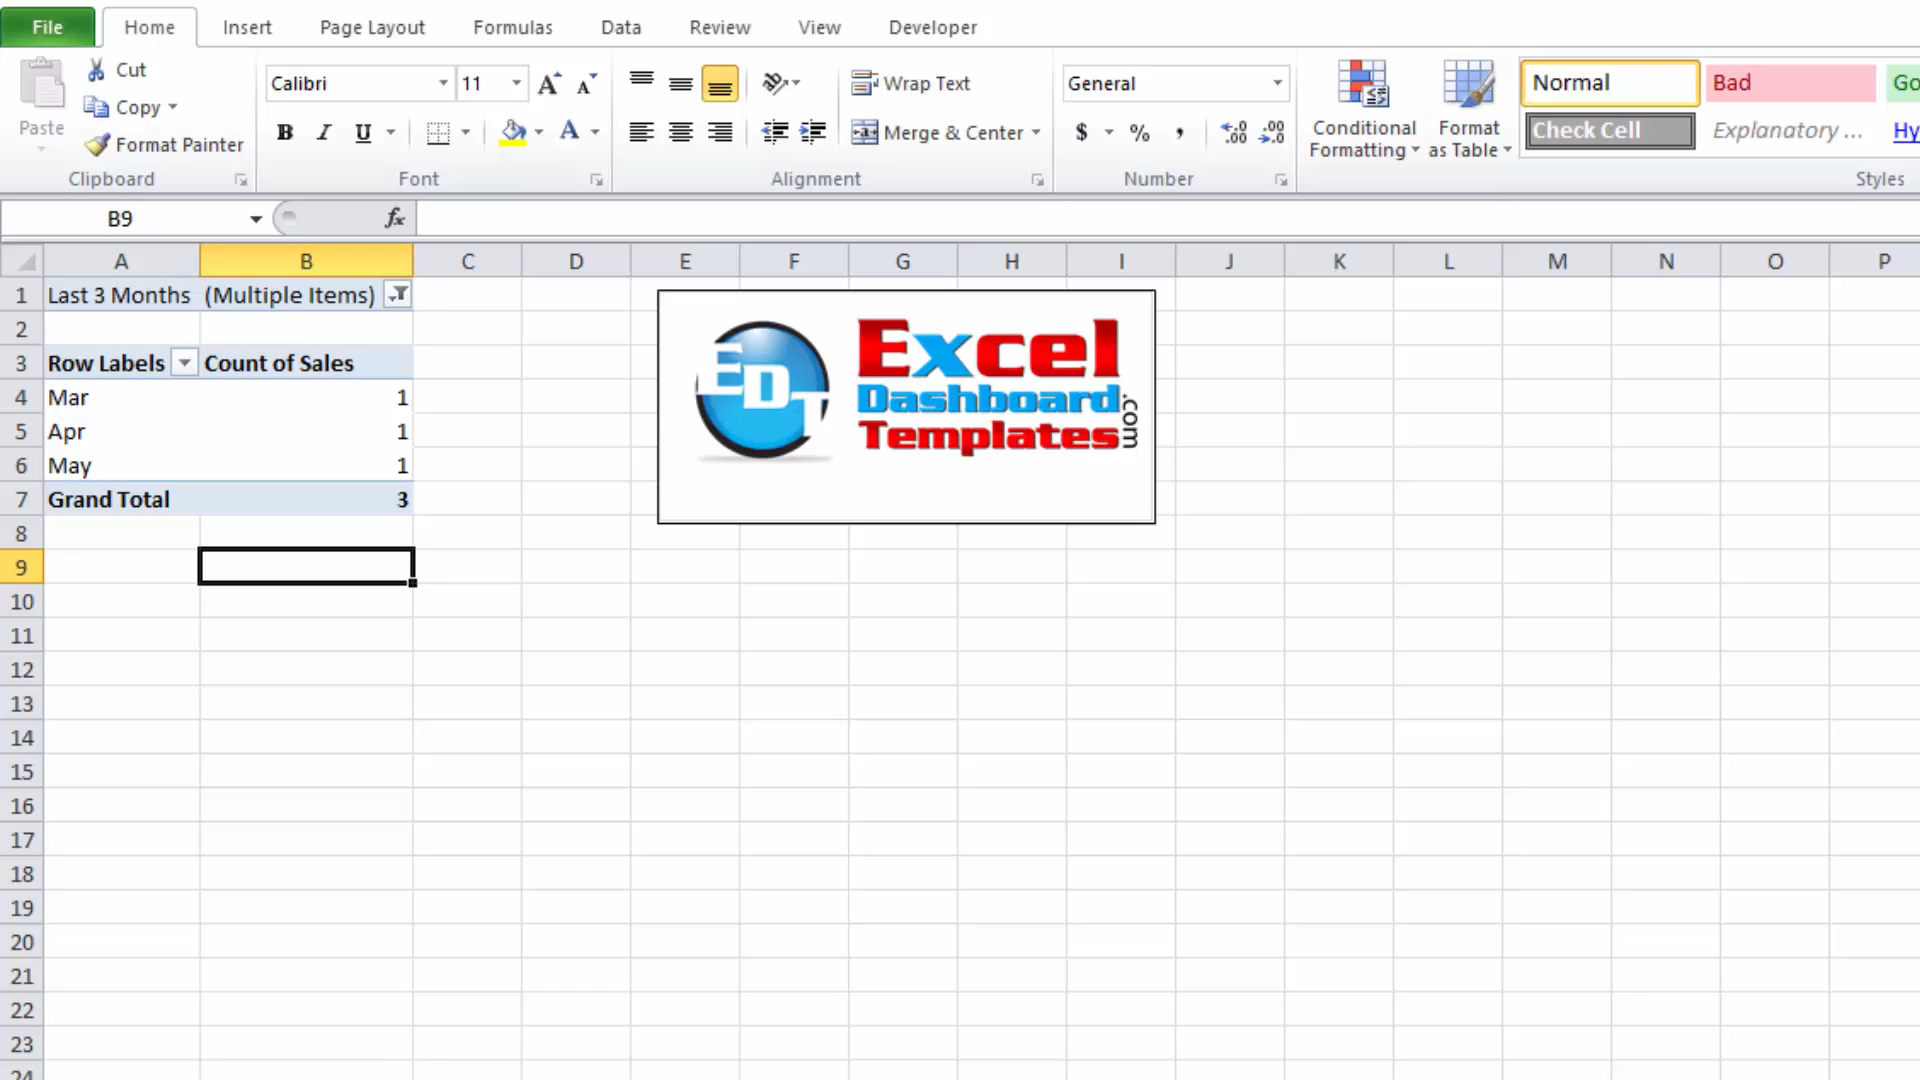 File Home Insert Page Layout Formulas Data Review View Developer
Cut
Copy
Paste
Format Painter
Clipboard
Calibri 11
B I U A
Font
Wrap Text
Merge & Center
Alignment
General
$ % ,
Number
Conditional Formatting
Format as Table
Normal Bad Go
Check Cell Explanatory ... Hy
Styles
B9 fx
A B C D E F G H I J K L M N O P
1 Last 3 Months (Multiple Items)
2
3 Row Labels Count of Sales
4 Mar 1
5 Apr 1
6 May 1
7 Grand Total 3
8
9
10
11
12
13
14
15
16
17
18
19
20
21
22
23
24
EDT
Excel
Dashboard
Templates
.com